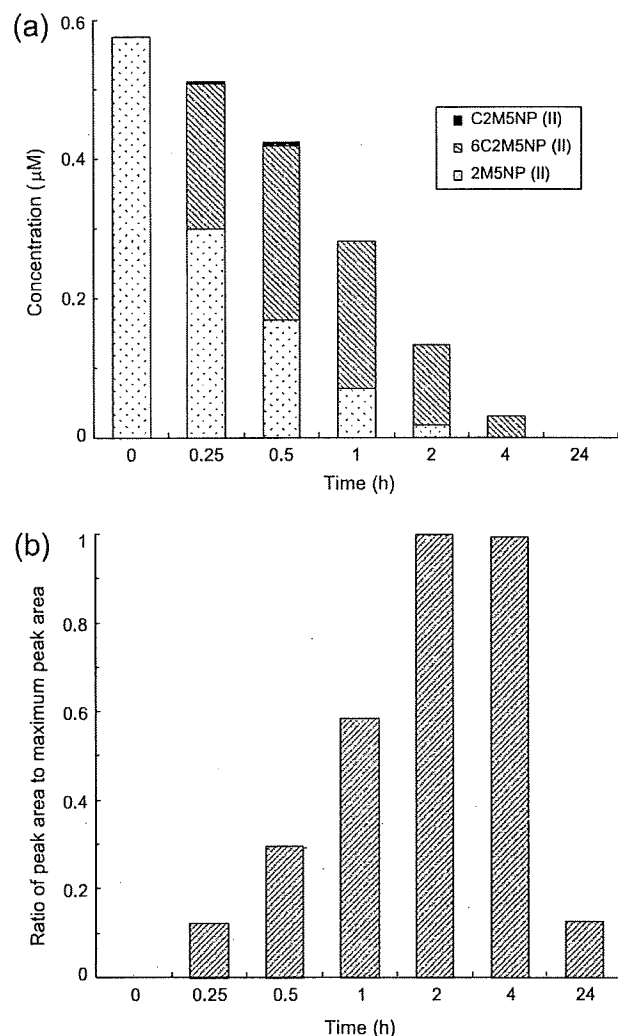 (a)
0.6
0.4
0.2
0
Concentration (μM)
C2M5NP (II)
6C2M5NP (II)
2M5NP (II)
0 0.25 0.5 1 2 4 24
Time (h)
(b)
1
0.8
0.6
0.4
0.2
0
Ratio of peak area to maximum peak area
0 0.25 0.5 1 2 4 24
Time (h)